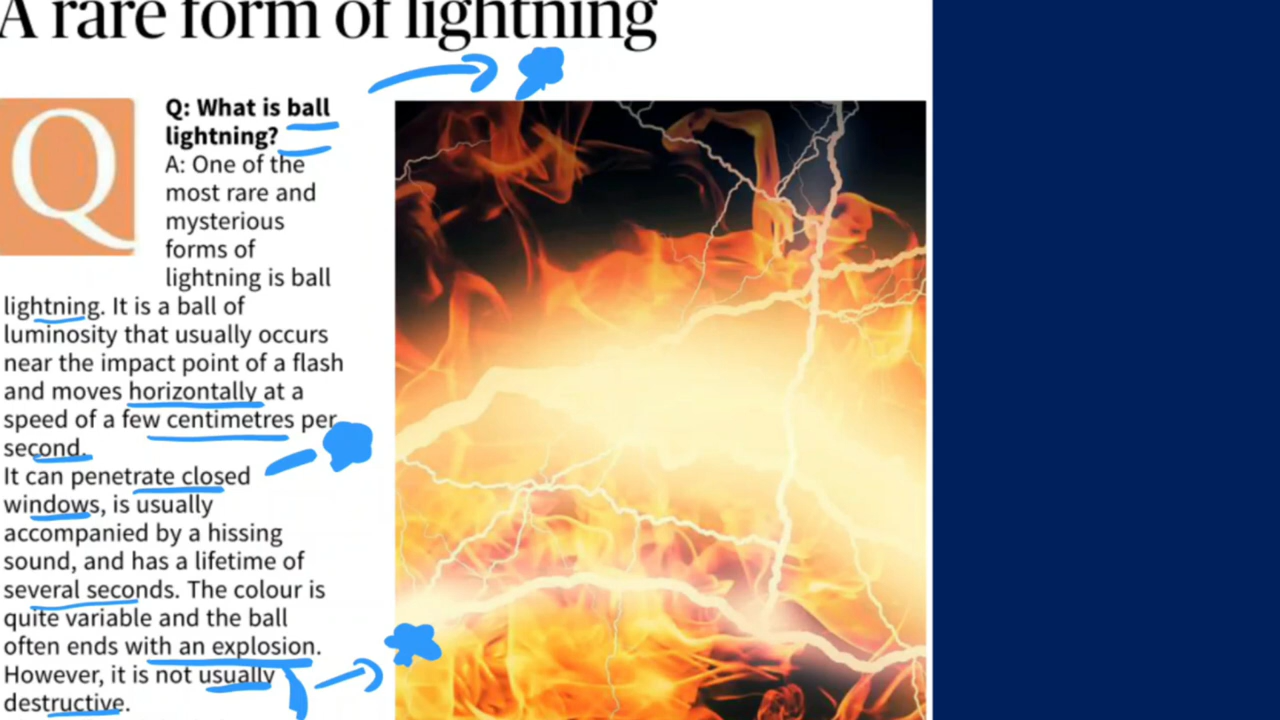 A rare form of lightning
Q
Q: What is ball
lightning?
A: One of the
most rare and
mysterious
forms of
lightning is ball
lightning. It is a ball of
luminosity that usually occurs
near the impact point of a flash
and moves horizontally at a
speed of a few centimetres per
second.
It can penetrate closed
windows, is usually
accompanied by a hissing
sound, and has a lifetime of
several seconds. The colour is
quite variable and the ball
often ends with an explosion.
However, it is not usually
destructive.